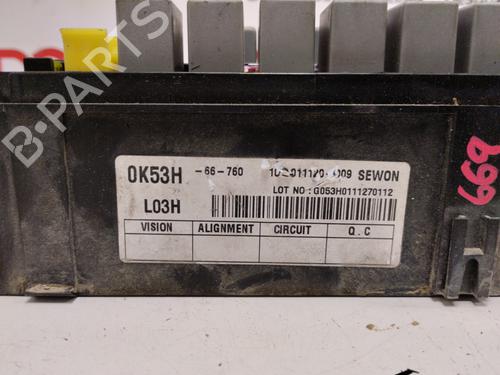 B-PARTS
0K53H -66-760 SEWON
L03H LOT NO : G053H0111270112
VISION ALIGNMENT CIRCUIT Q.C
669